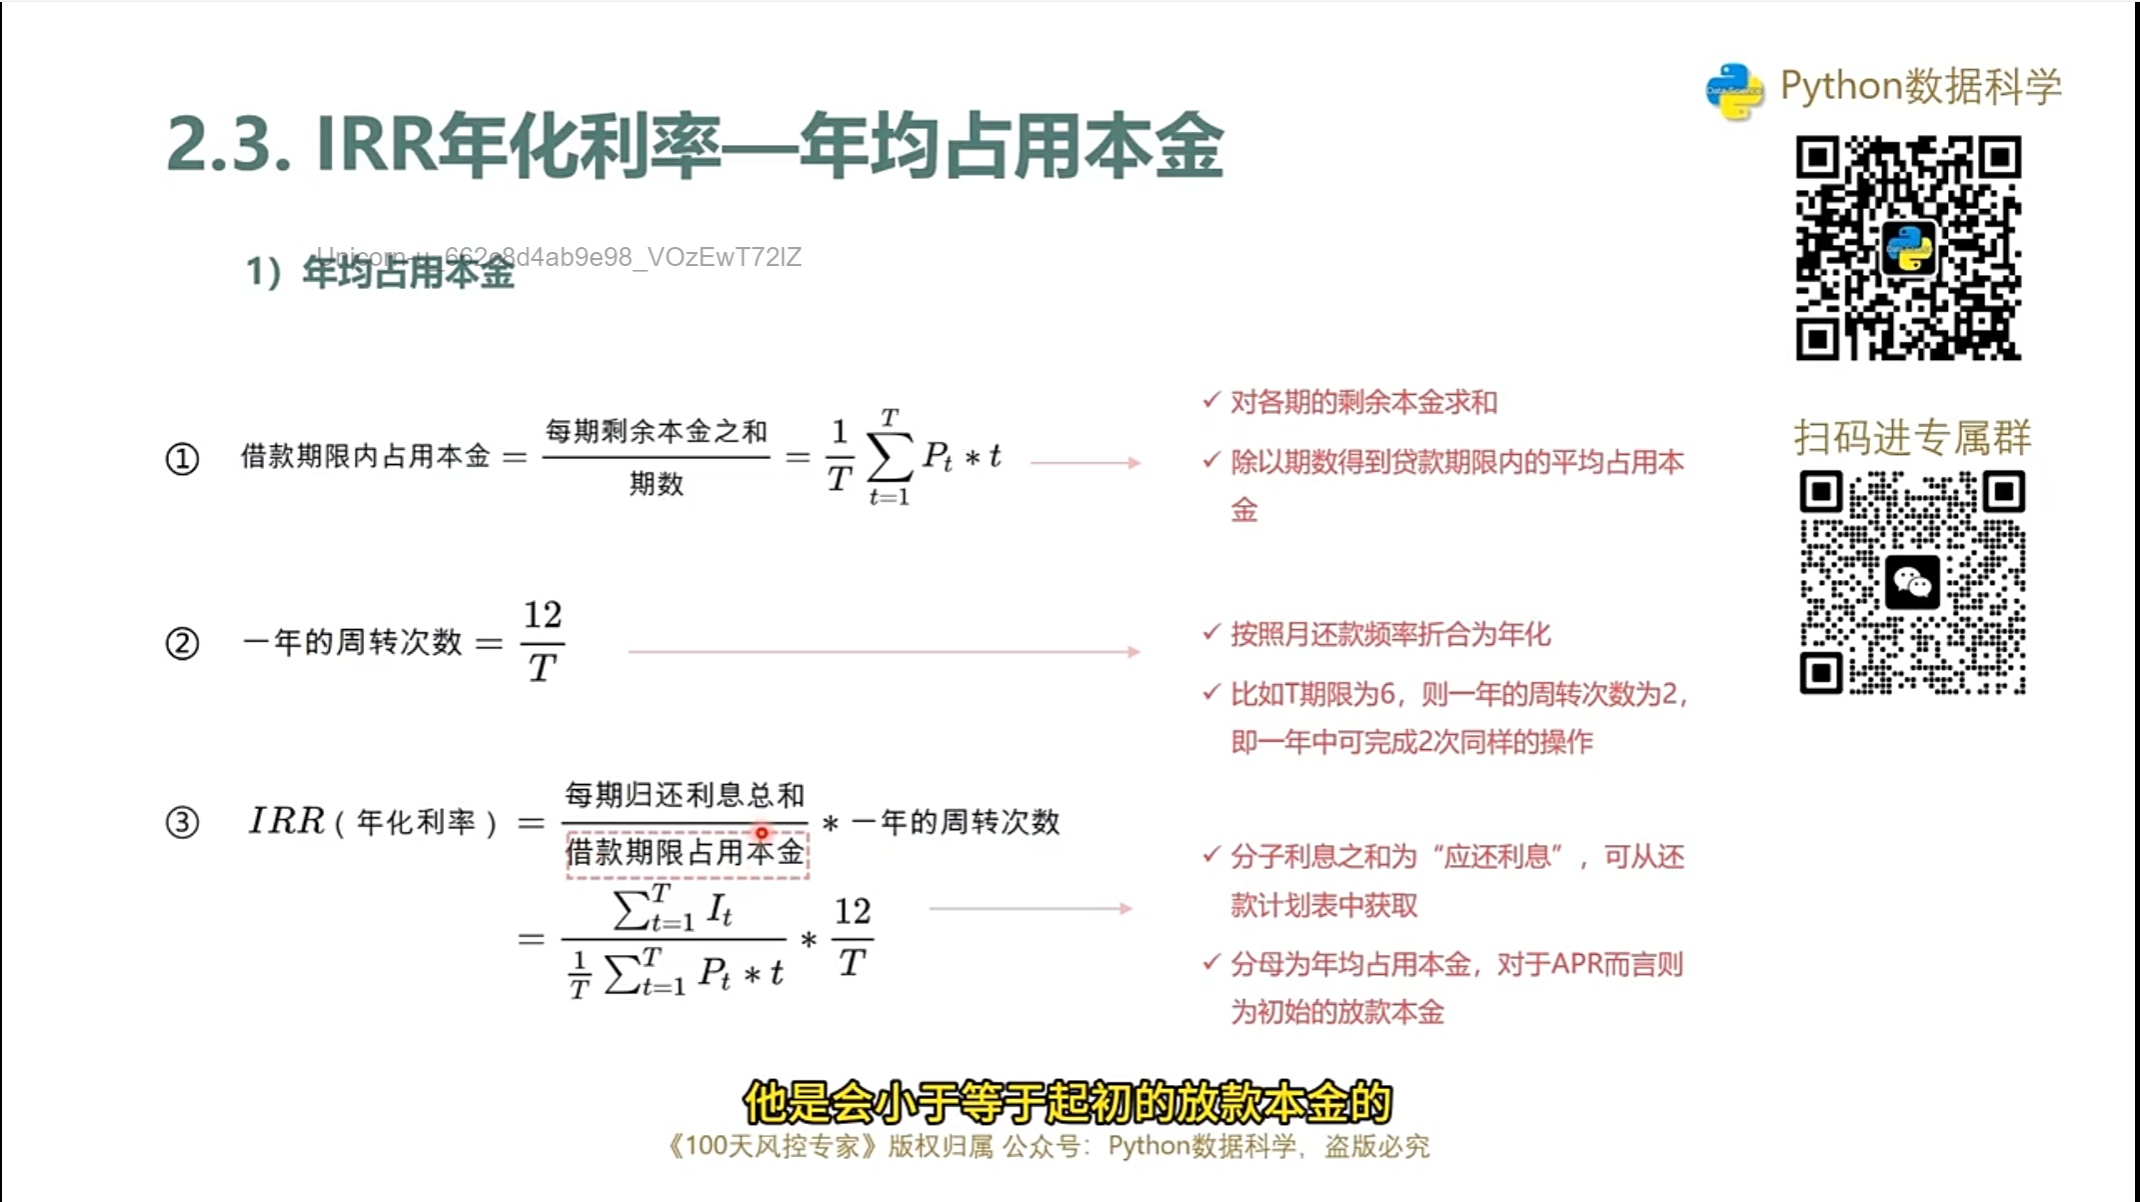 Python数据科学
2.3. IRR年化利率—年均占用本金
Unicorn-u_662c8d4ab9e98_VOzEwT72lZ
1）年均占用本金
① 借款期限内占用本金 = 每期剩余本金之和 / 期数 = 1/T ∑_{t=1}^{T} P_t * t
✓ 对各期的剩余本金求和
✓ 除以期数得到贷款期限内的平均占用本
金
扫码进专属群
② 一年的周转次数 = 12/T
✓ 按照月还款频率折合为年化
✓ 比如T期限为6，则一年的周转次数为2，
即一年中可完成2次同样的操作
③ IRR（年化利率） = 每期归还利息总和 / 借款期限占用本金 * 一年的周转次数
= ∑_{t=1}^{T} I_t / (1/T ∑_{t=1}^{T} P_t * t) * 12/T
✓ 分子利息之和为“应还利息”，可从还
款计划表中获取
✓ 分母为年均占用本金，对于APR而言则
为初始的放款本金
他是会小于等于起初的放款本金的
《100天风控专家》版权归属 公众号：Python数据科学，盗版必究